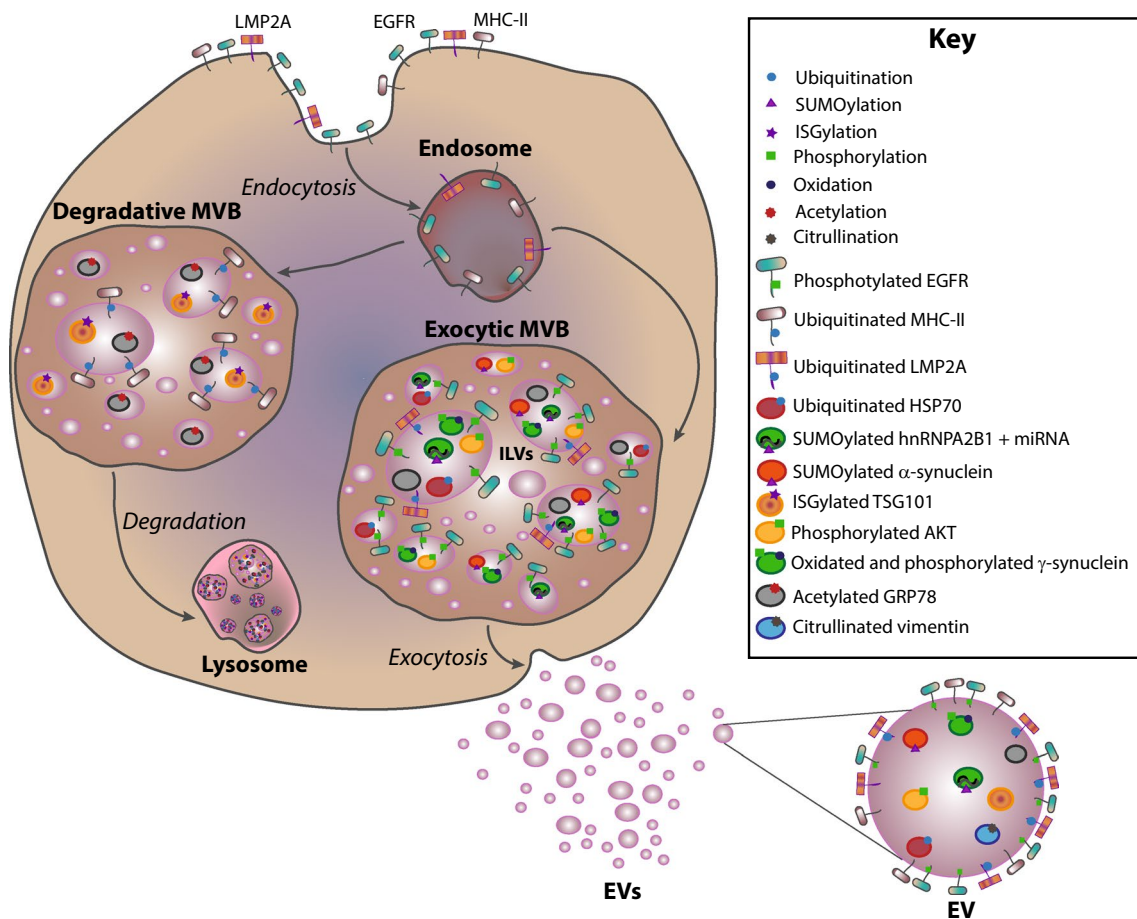 LMP2A
EGFR
MHC-II
Endosome
Endocytosis
Degradative MVB
Exocytic MVB
ILVs
Degradation
Lysosome
Exocytosis
EVs
EV
Key
Ubiquitination
SUMOylation
ISGylation
Phosphorylation
Oxidation
Acetylation
Citrullination
Phosphotylated EGFR
Ubiquitinated MHC-II
Ubiquitinated LMP2A
Ubiquitinated HSP70
SUMOylated hnRNPA2B1 + miRNA
SUMOylated α-synuclein
ISGylated TSG101
Phosphorylated AKT
Oxidated and phosphorylated γ-synuclein
Acetylated GRP78
Citrullinated vimentin